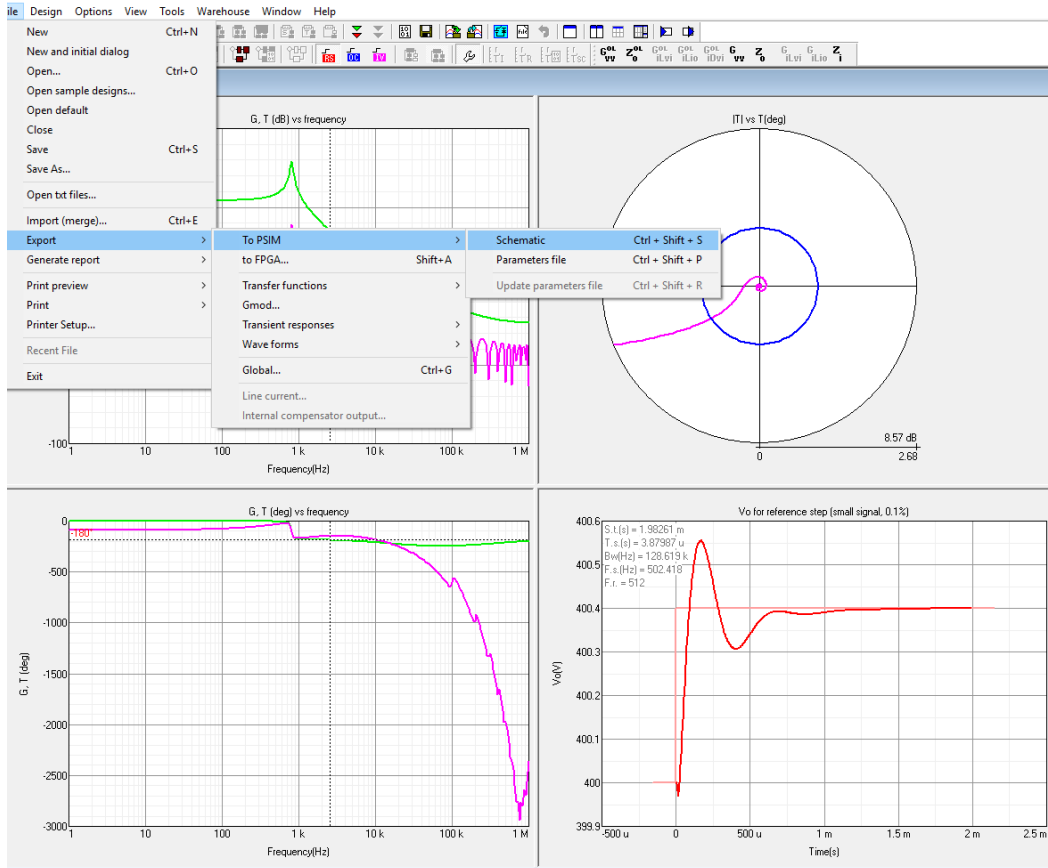 ile Design Options View Tools Warehouse Window Help
New Ctrl+N
New and initial dialog
Open... Ctrl+O
Open sample designs...
Open default
Close
Save Ctrl+S
Save As...
Open txt files...
Import (merge)... Ctrl+E
Export
Generate report
Print preview
Print
Printer Setup...
Recent File
Exit
To PSIM
to FPGA... Shift+A
Transfer functions
Gmod...
Transient responses
Wave forms
Global... Ctrl+G
Line current...
Internal compensator output...
Schematic Ctrl + Shift + S
Parameters file Ctrl + Shift + P
Update parameters file Ctrl + Shift + R
G, T (dB) vs frequency
-100
1 10 100 1 k 10 k 100 k 1 M
Frequency(Hz)
|T| vs T(deg)
8.57 dB
0 2.68
G, T (deg) vs frequency
G, T (deg)
0
-180°
-500
-1000
-1500
-2000
-2500
-3000
1 10 100 1 k 10 k 100 k 1 M
Frequency(Hz)
Vo for reference step (small signal, 0.1%)
S.t.(s) = 1.98261 m
T.s.(s) = 3.87987 u
Bw(Hz) = 128.619 k
F.s.(Hz) = 502.418
F.r. = 512
Vo(V)
400.6
400.5
400.4
400.3
400.2
400.1
400
399.9
-500 u 0 500 u 1 m 1.5 m 2 m 2.5 m
Time(s)